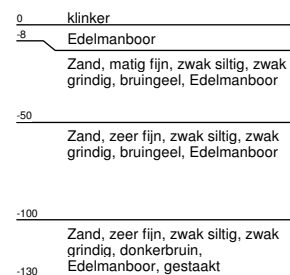 0 klinker
-8 Edelmanboor
Zand, matig fijn, zwak siltig, zwak
grindig, bruingeel, Edelmanboor
-50
Zand, zeer fijn, zwak siltig, zwak
grindig, bruingeel, Edelmanboor
-100
Zand, zeer fijn, zwak siltig, zwak
grindig, donkerbruin,
Edelmanboor, gestaakt
-130